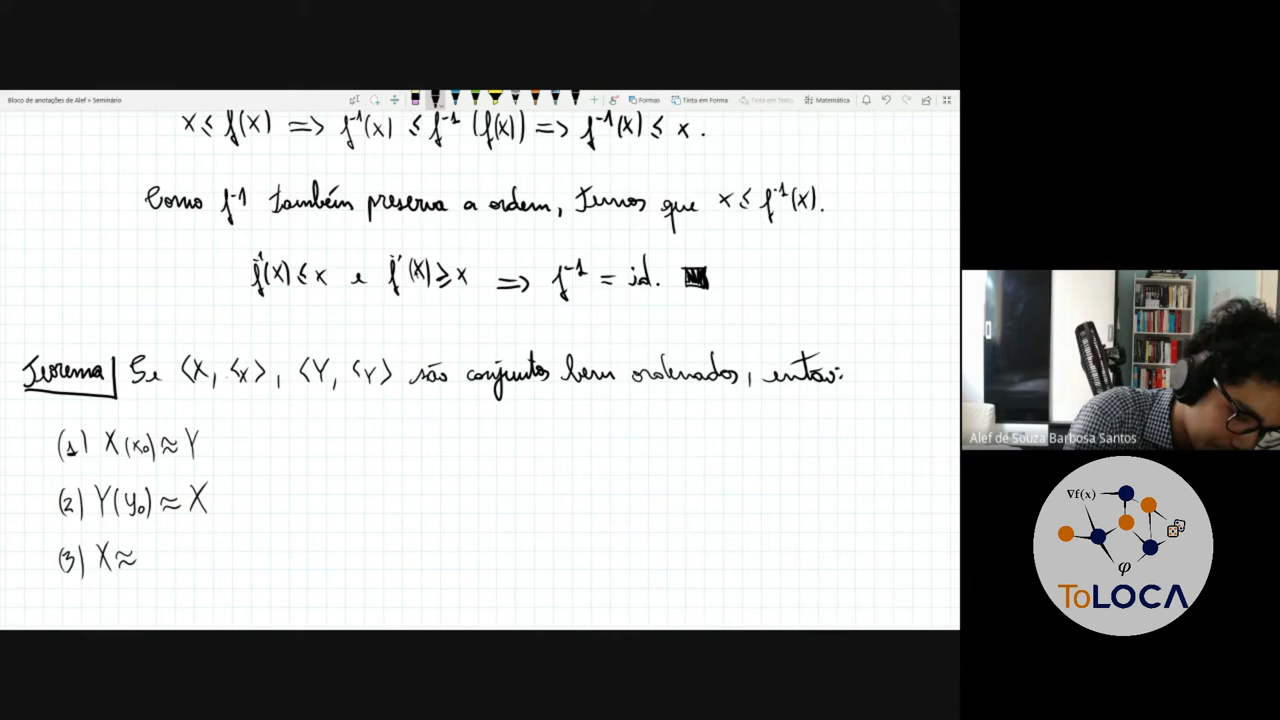 Bloco de anotações de Alef > Seminário
Formas Tinta em Forma Tinta em Texto Matemática
x ≤ f(x) ⟹ f⁻¹(x) ≤ f⁻¹(f(x)) ⟹ f⁻¹(x) ≤ x.
Como f⁻¹ também preserva a ordem, temos que x ≤ f⁻¹(x).
f⁻¹(x) ≤ x e f⁻¹(x) ≥ x ⟹ f⁻¹ = id. ■
Teorema| Se ⟨X, <ₓ⟩, ⟨Y, <ᵧ⟩ são conjuntos bem ordenados, então:
(1) X(x₀) ≈ Y
(2) Y(y₀) ≈ X
(3) X ≈
Alef de Souza Barbosa Santos
∇f(x)
φ
ToLOCA